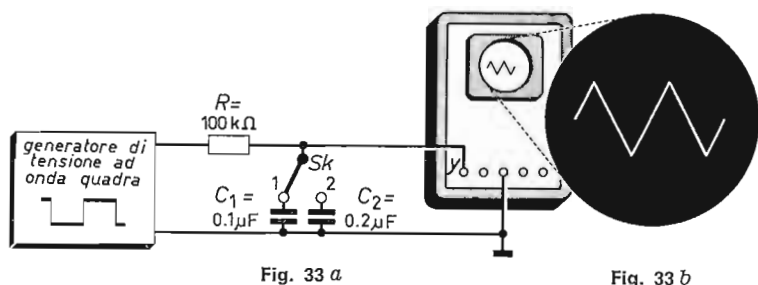 R=
100 kΩ
generatore di
tensione ad
onda quadra
Sk
1
2
C₁ =
0.1µF
C₂ =
0.2µF
y
Fig. 33 a
Fig. 33 b